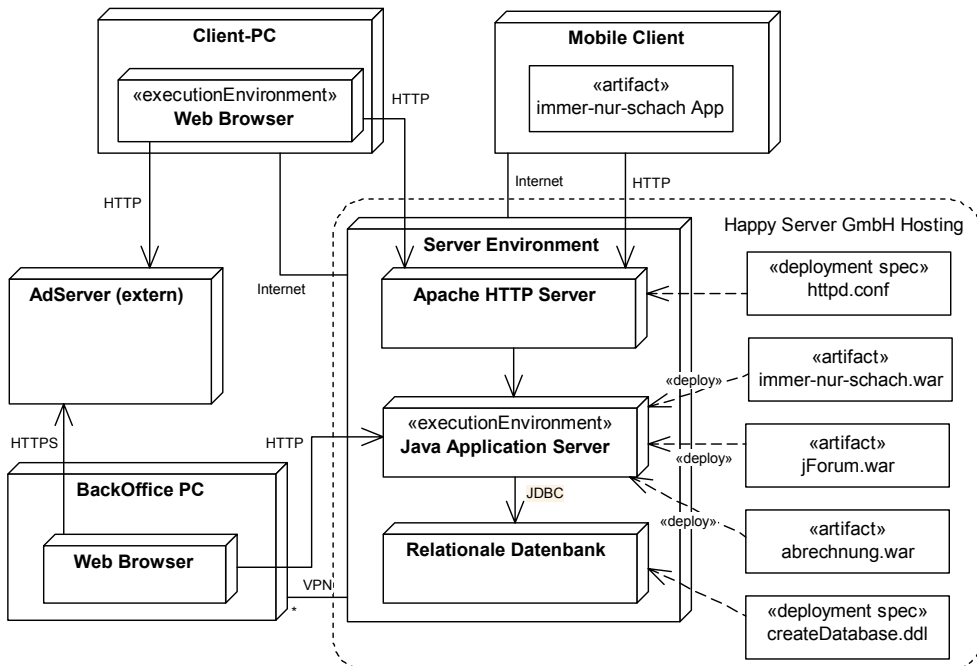 Client-PC
«executionEnvironment»
Web Browser
HTTP
Mobile Client
«artifact»
immer-nur-schach App
HTTP
Internet
HTTP
Happy Server GmbH Hosting
Server Environment
AdServer (extern)
Internet
Apache HTTP Server
«deployment spec»
httpd.conf
«artifact»
immer-nur-schach.war
«deploy»
«executionEnvironment»
Java Application Server
HTTPS
HTTP
«artifact»
jForum.war
«deploy»
BackOffice PC
Web Browser
JDBC
«deploy»
«artifact»
abrechnung.war
Relationale Datenbank
VPN
*
«deployment spec»
createDatabase.ddl